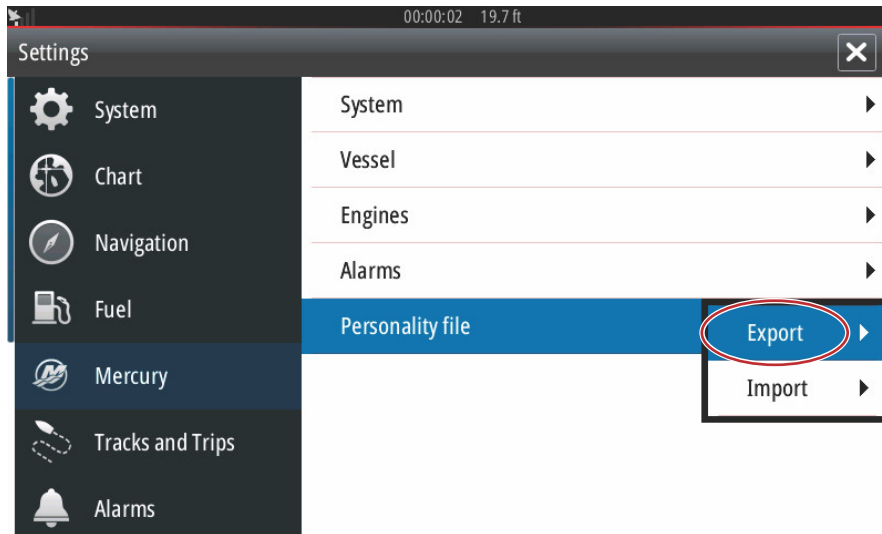 00:00:02 19.7 ft
Settings
System
Chart
Navigation
Fuel
Mercury
Tracks and Trips
Alarms
System
Vessel
Engines
Alarms
Personality file
Export
Import